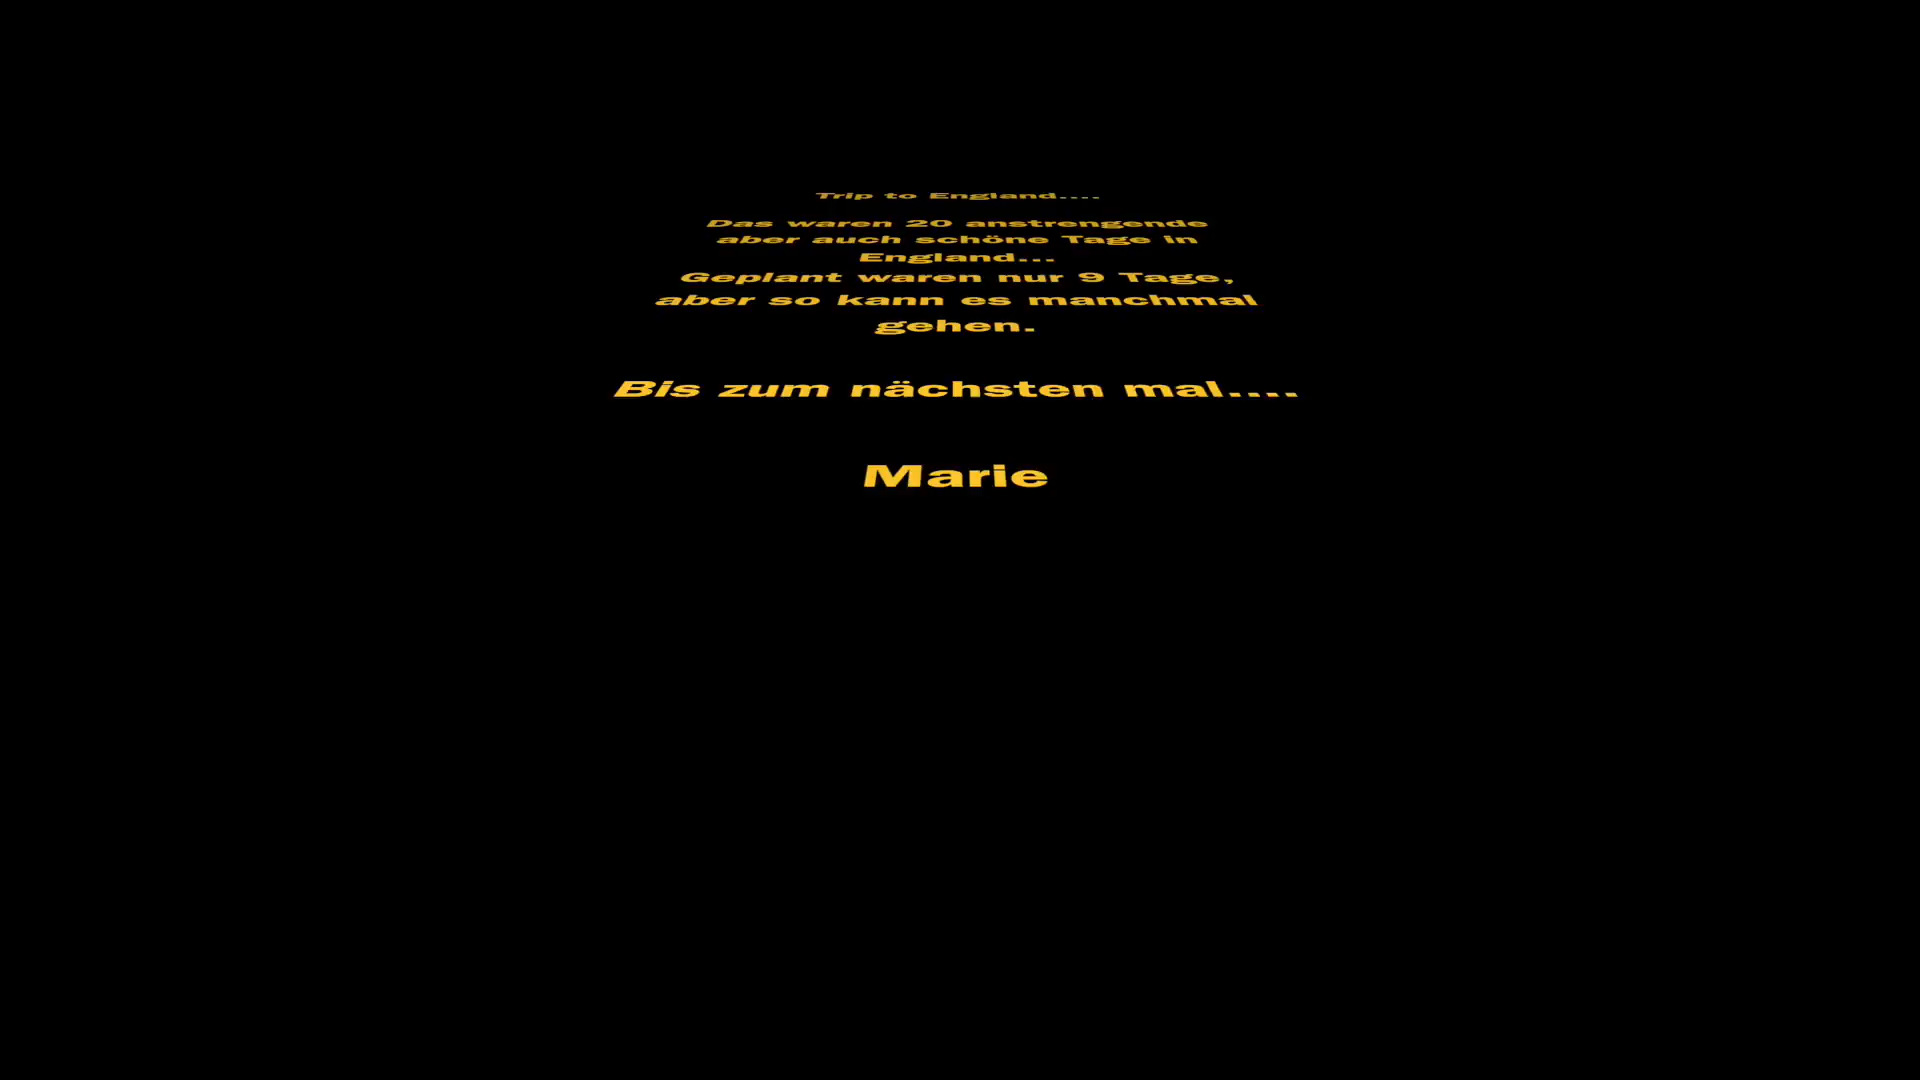 Trip to England....
Das waren 20 anstrengende
aber auch schöne Tage in
England...
Geplant waren nur 9 Tage,
aber so kann es manchmal
gehen.
Bis zum nächsten mal....
Marie